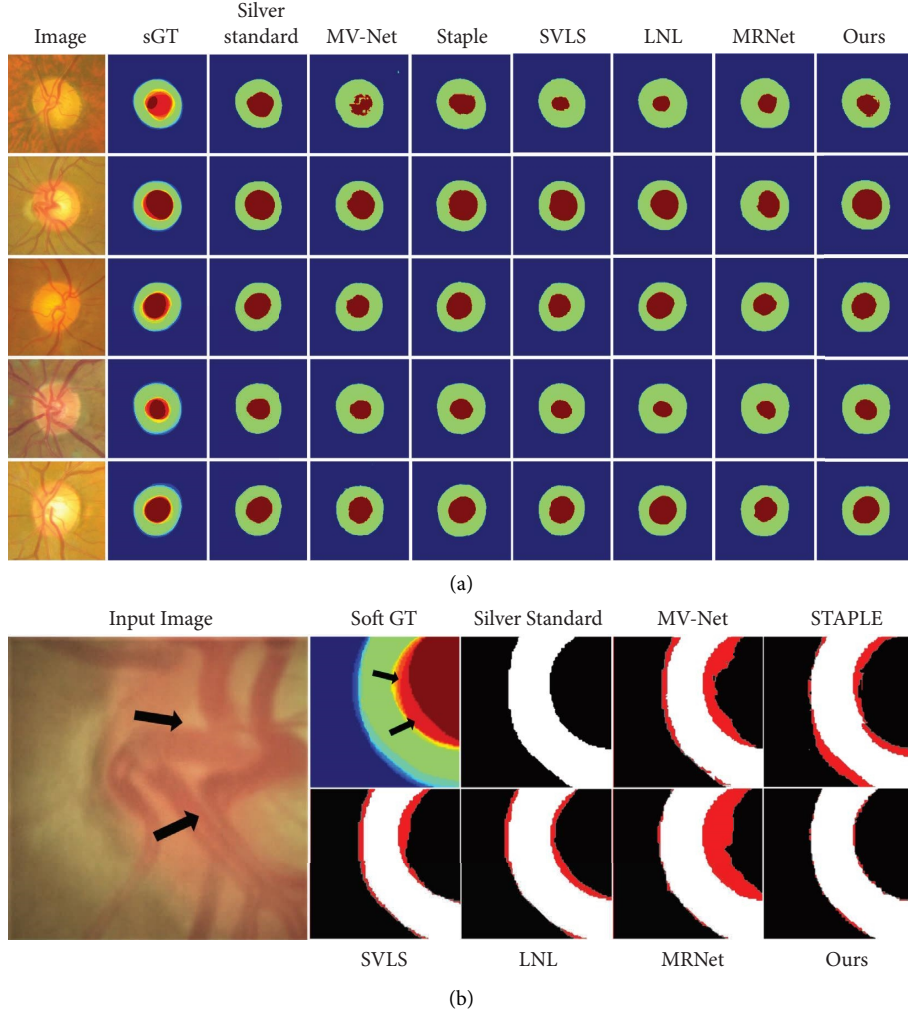 Image sGT Silver standard MV-Net Staple SVLS LNL MRNet Ours
(a)
Input Image Soft GT Silver Standard MV-Net STAPLE
SVLS LNL MRNet Ours
(b)